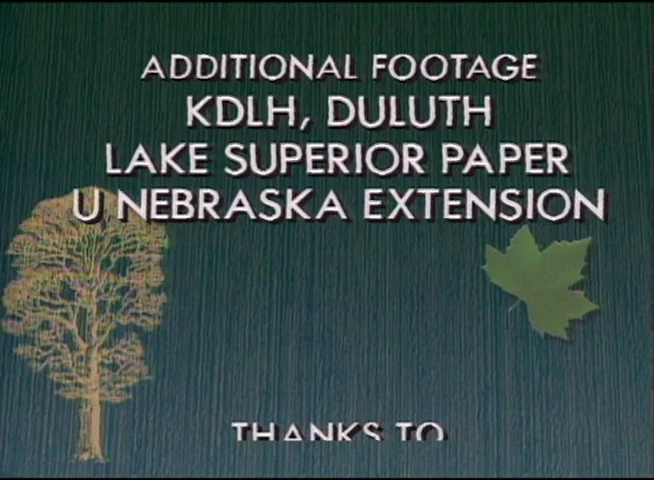 ADDITIONAL FOOTAGE
KDLH, DULUTH
LAKE SUPERIOR PAPER
U NEBRASKA EXTENSION
THANKS TO